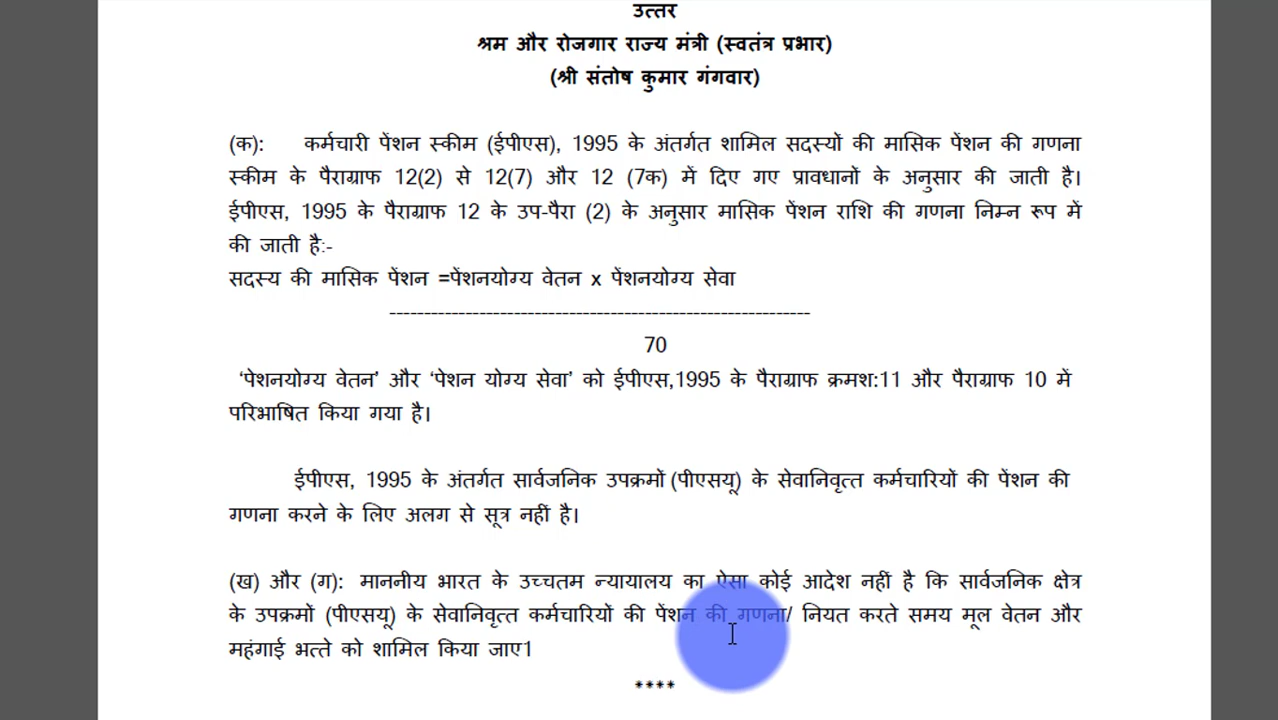 उत्तर
श्रम और रोजगार राज्य मंत्री (स्वतंत्र प्रभार)
(श्री संतोष कुमार गंगवार)
(क): कर्मचारी पेंशन स्कीम (ईपीएस), 1995 के अंतर्गत शामिल सदस्यों की मासिक पेंशन की गणना
स्कीम के पैराग्राफ 12(2) से 12(7) और 12 (7क) में दिए गए प्रावधानों के अनुसार की जाती है।
ईपीएस, 1995 के पैराग्राफ 12 के उप-पैरा (2) के अनुसार मासिक पेंशन राशि की गणना निम्न रूप में
की जाती है:-
सदस्य की मासिक पेंशन =पेंशनयोग्य वेतन x पेंशनयोग्य सेवा
-------------------------------------------------------------
70
‘पेशनयोग्य वेतन’ और ‘पेशन योग्य सेवा’ को ईपीएस,1995 के पैराग्राफ क्रमश:11 और पैराग्राफ 10 में
परिभाषित किया गया है।
ईपीएस, 1995 के अंतर्गत सार्वजनिक उपक्रमों (पीएसयू) के सेवानिवृत्त कर्मचारियों की पेंशन की
गणना करने के लिए अलग से सूत्र नहीं है।
(ख) और (ग): माननीय भारत के उच्चतम न्यायालय का ऐसा कोई आदेश नहीं है कि सार्वजनिक क्षेत्र
के उपक्रमों (पीएसयू) के सेवानिवृत्त कर्मचारियों की पेंशन की गणना/ नियत करते समय मूल वेतन और
महंगाई भत्ते को शामिल किया जाए1
****